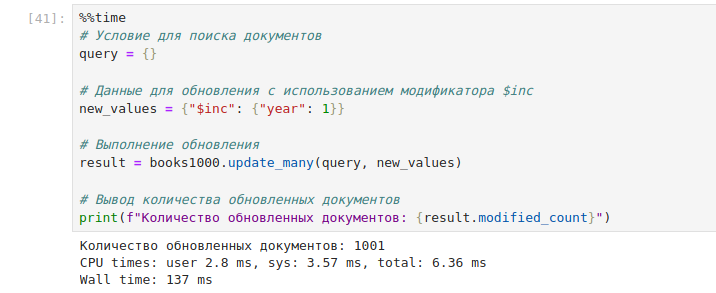 [41]: %%time
# Условие для поиска документов
query = {}
# Данные для обновления с использованием модификатора $inc
new_values = {"$inc": {"year": 1}}
# Выполнение обновления
result = books1000.update_many(query, new_values)
# Вывод количества обновленных документов
print(f"Количество обновленных документов: {result.modified_count}")
Количество обновленных документов: 1001
CPU times: user 2.8 ms, sys: 3.57 ms, total: 6.36 ms
Wall time: 137 ms